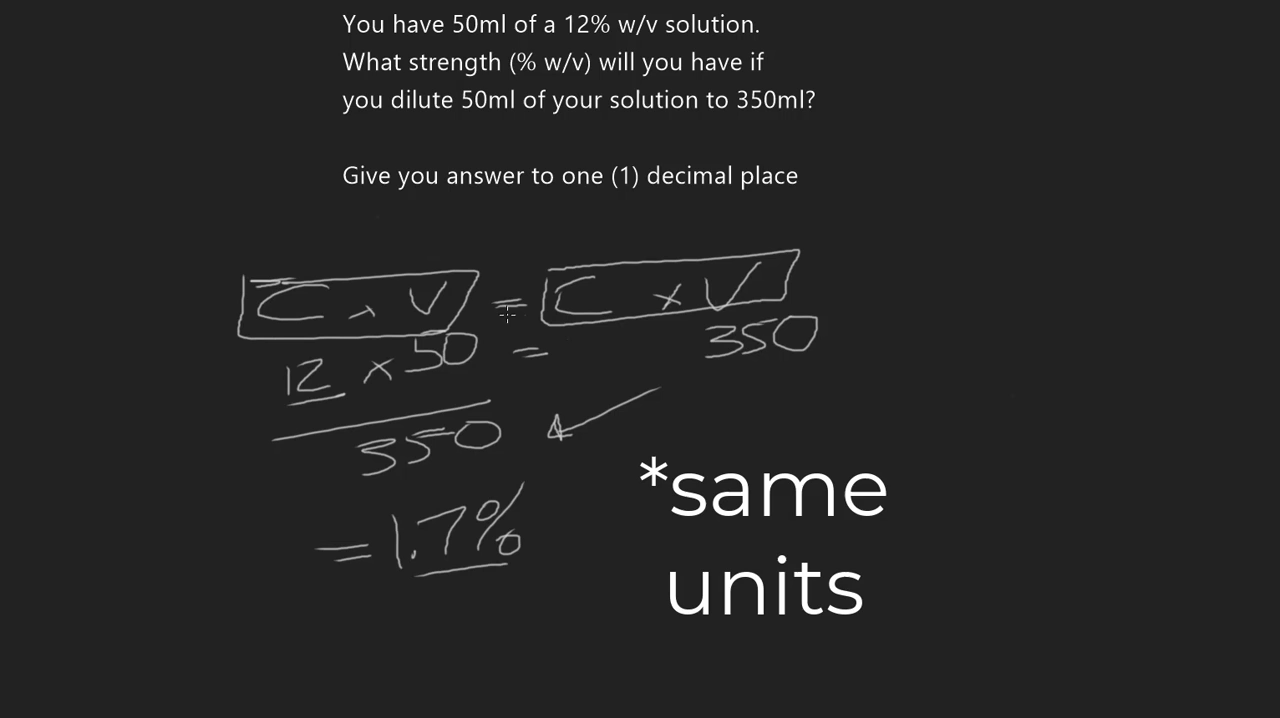 You have 50ml of a 12% w/v solution.
What strength (% w/v) will you have if
you dilute 50ml of your solution to 350ml?
Give you answer to one (1) decimal place
C x V = C x V
12 x 50 = 350
350
= 1.7%
*same
units